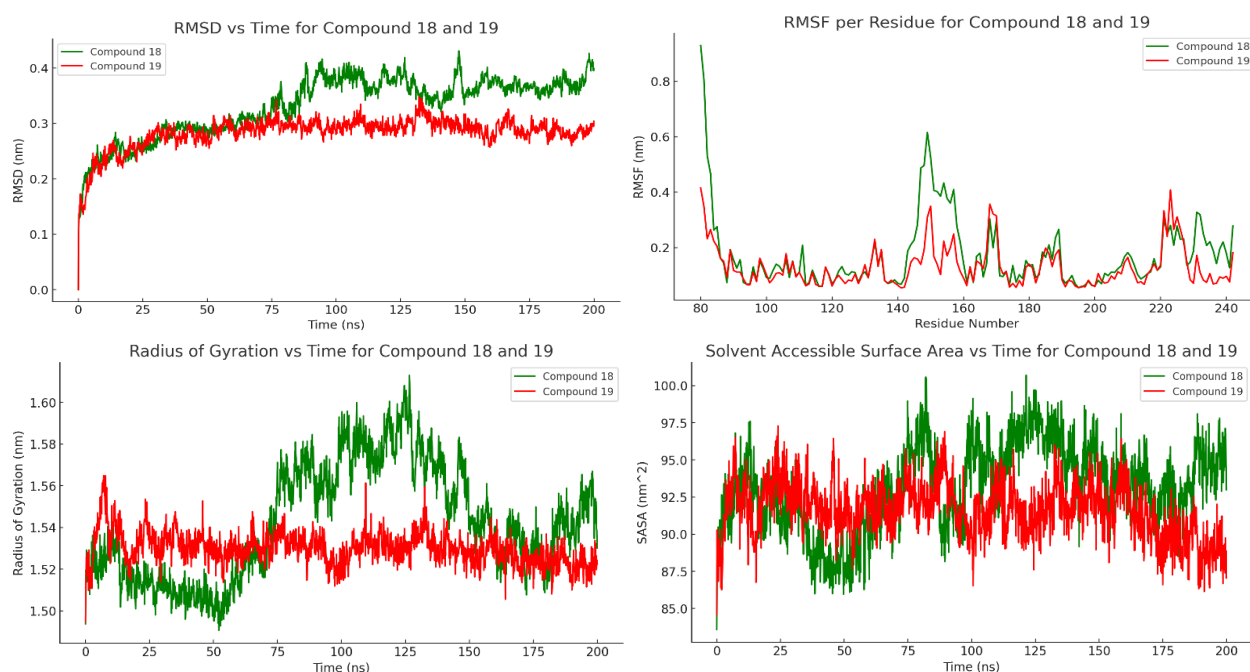 RMSD vs Time for Compound 18 and 19
Compound 18
Compound 19
RMSD (nm)
0.4
0.3
0.2
0.1
0.0
0 25 50 75 100 125 150 175 200
Time (ns)
RMSF per Residue for Compound 18 and 19
Compound 18
Compound 19
RMSF (nm)
0.8
0.6
0.4
0.2
80 100 120 140 160 180 200 220 240
Residue Number
Radius of Gyration vs Time for Compound 18 and 19
Compound 18
Compound 19
Radius of Gyration (nm)
1.60
1.58
1.56
1.54
1.52
1.50
0 25 50 75 100 125 150 175 200
Time (ns)
Solvent Accessible Surface Area vs Time for Compound 18 and 19
Compound 18
Compound 19
SASA (nm^2)
100.0
97.5
95.0
92.5
90.0
87.5
85.0
0 25 50 75 100 125 150 175 200
Time (ns)